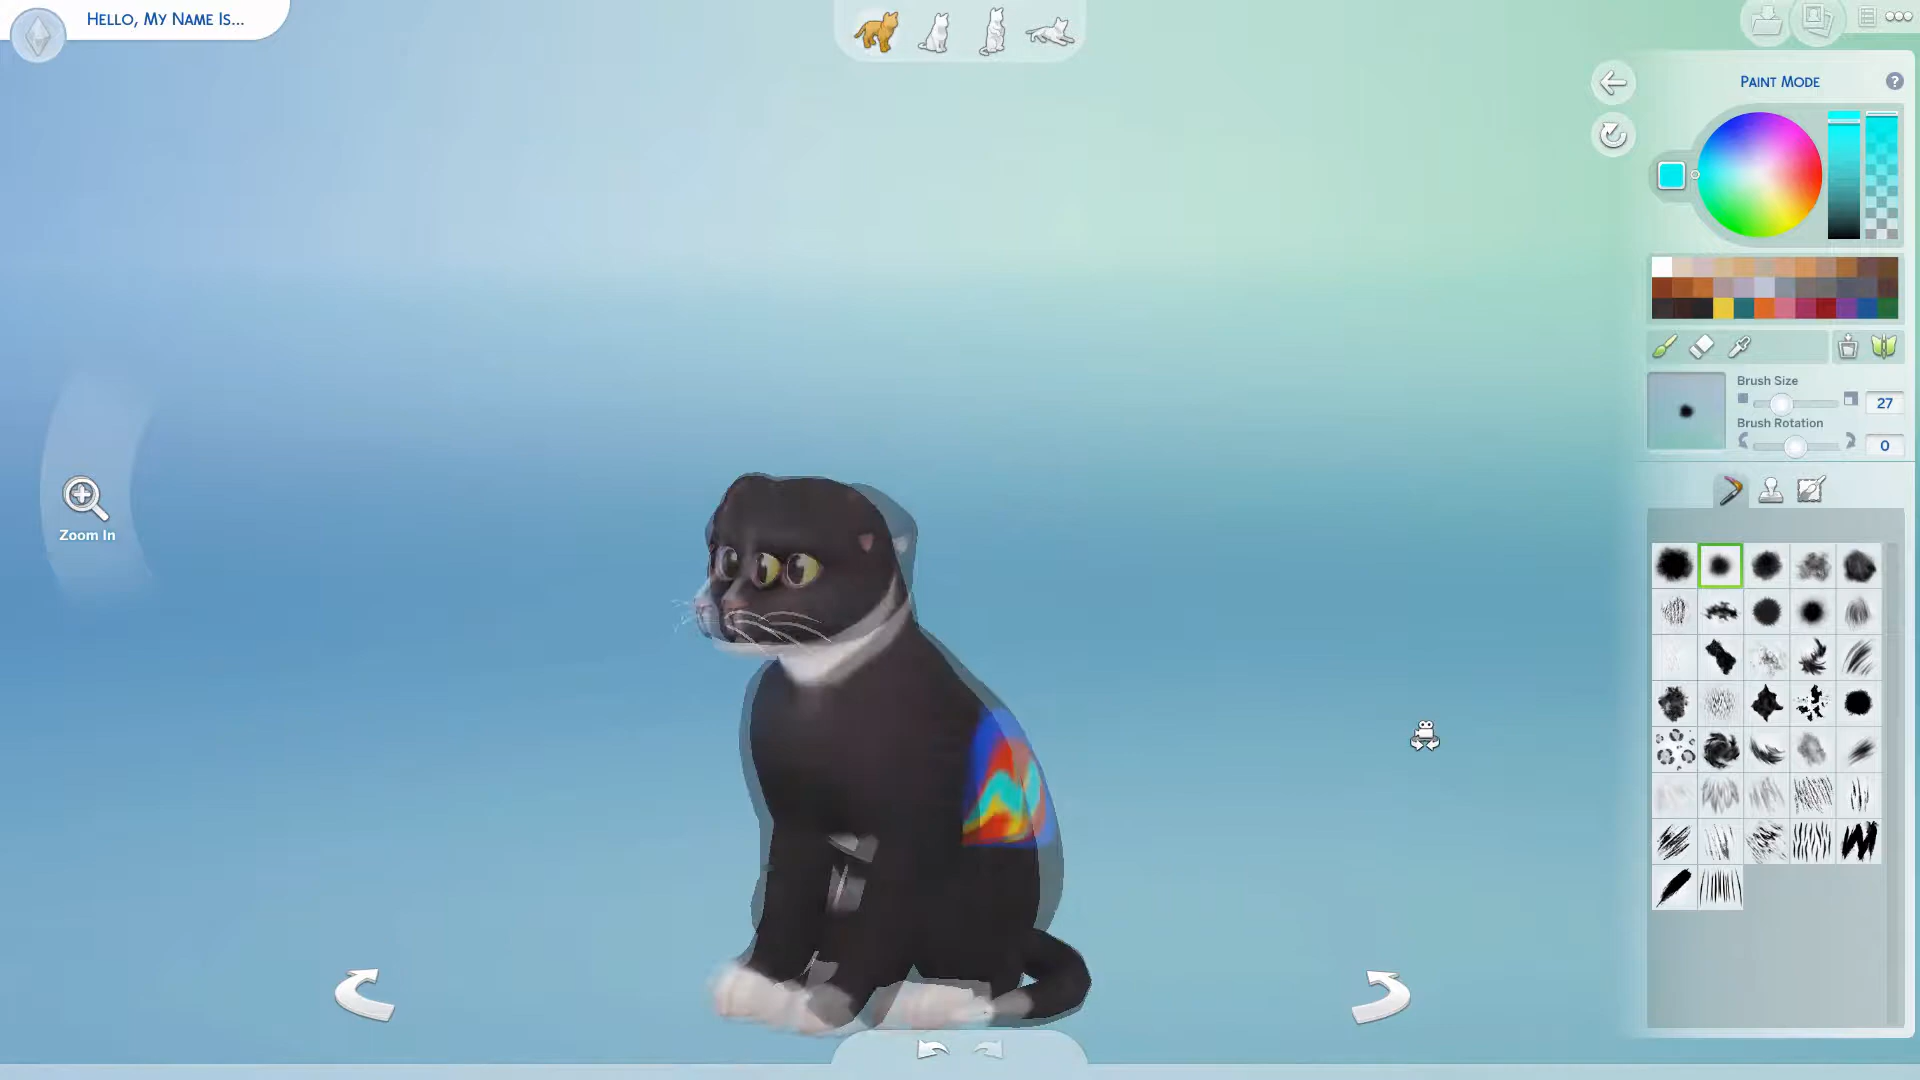 Hello, My Name Is...
Paint Mode
?
Brush Size
27
Brush Rotation
0
Zoom In